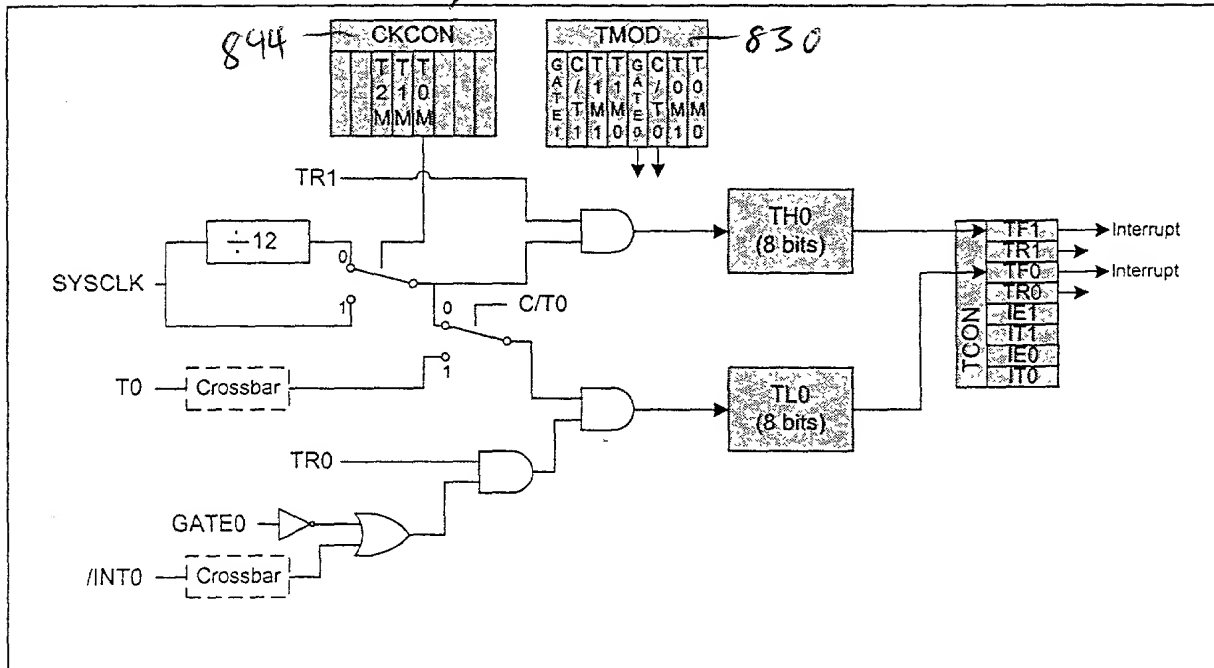 844
CKCON
TMOD
830
T2M
T1M
T0M
GATE1
C/T1
T1M1
T1M0
GATE0
C/T0
T0M1
T0M0
TR1
÷12
TH0
(8 bits)
TF1
Interrupt
TR1
TF0
Interrupt
TR0
IE1
IT1
IE0
IT0
TCON
0
SYSCLK
1
0
C/T0
1
T0
Crossbar
TL0
(8 bits)
TR0
GATE0
/INT0
Crossbar